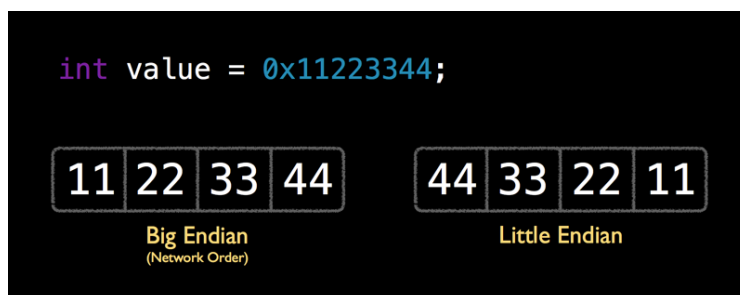 int value = 0x11223344;
11 22 33 44
44 33 22 11
Big Endian
(Network Order)
Little Endian